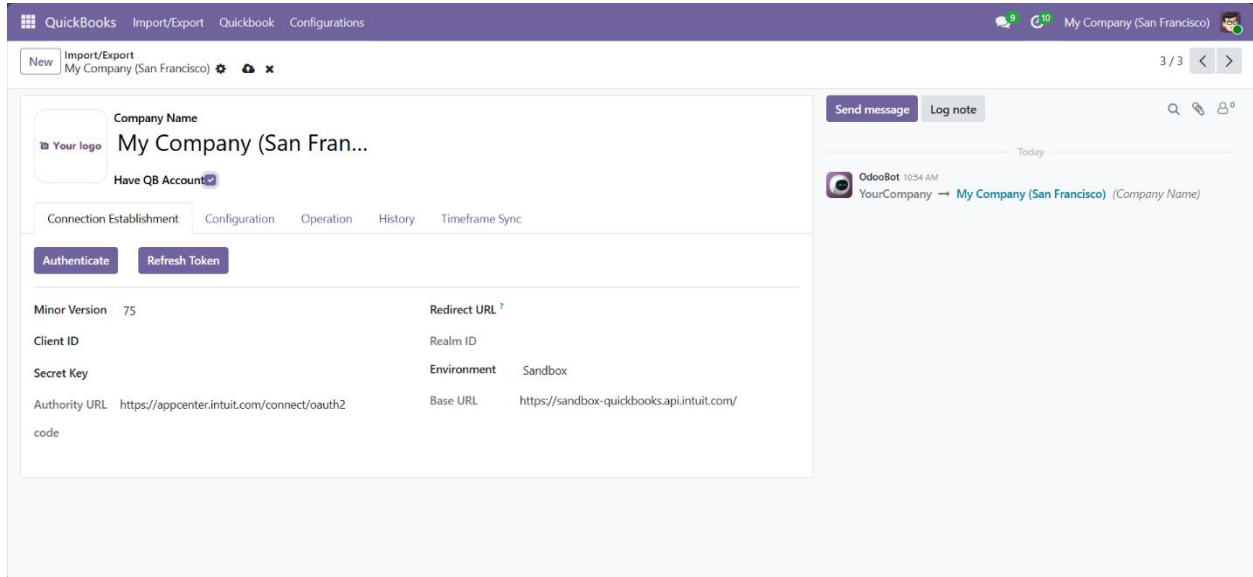 QuickBooks Import/Export Quickbook Configurations 9 10 My Company (San Francisco)
New Import/Export
My Company (San Francisco) 3 / 3
Company Name
Your logo My Company (San Fran...
Have QB Account
Connection Establishment Configuration Operation History Timeframe Sync
Authenticate Refresh Token
Minor Version 75
Client ID
Secret Key
Authority URL https://appcenter.intuit.com/connect/oauth2
code
Redirect URL ?
Realm ID
Environment Sandbox
Base URL https://sandbox-quickbooks.api.intuit.com/
Send message Log note 0
Today
OdooBot 10:54 AM
YourCompany → My Company (San Francisco) (Company Name)